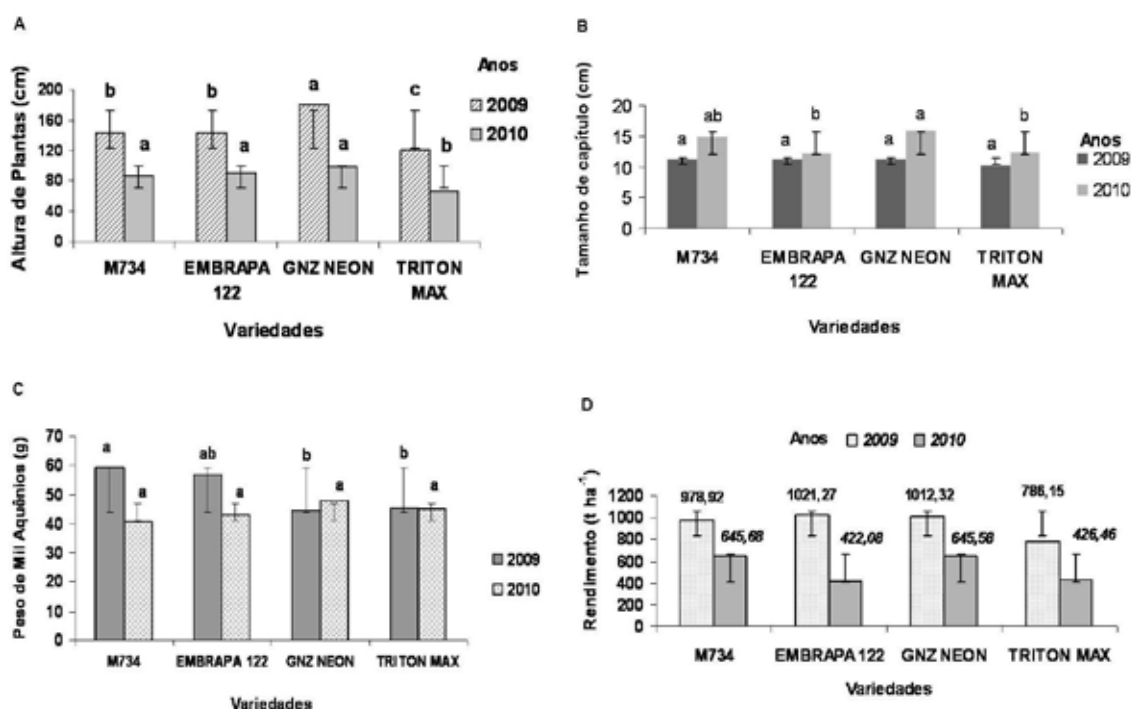 A
Altura de Plantas (cm)
200
160
120
80
40
0
b
a
b
a
a
a
c
b
Anos
2009
2010
M734
EMBRAPA
122
GNZ NEON
TRITON
MAX
Variedades
B
Tamanho de capítulo (cm)
20
15
10
5
0
a
ab
a
b
a
a
a
b
Anos
2009
2010
M734
EMBRAPA
122
GNZ NEON
TRITON
MAX
Variedades
C
Peso de Mil Aquênios (g)
70
60
50
40
30
20
10
0
a
a
ab
a
b
a
b
a
2009
2010
M734
EMBRAPA 122
GNZ NEON
TRITON MAX
Variedades
D
Anos 2009 2010
Rendimento (t ha-1)
1200
1000
800
600
400
200
0
978,92
645,68
1021,27
422,08
1012,32
645,58
786,15
426,46
M734
EMBRAPA 122
GNZ NEON
TRITON MAX
Variedades